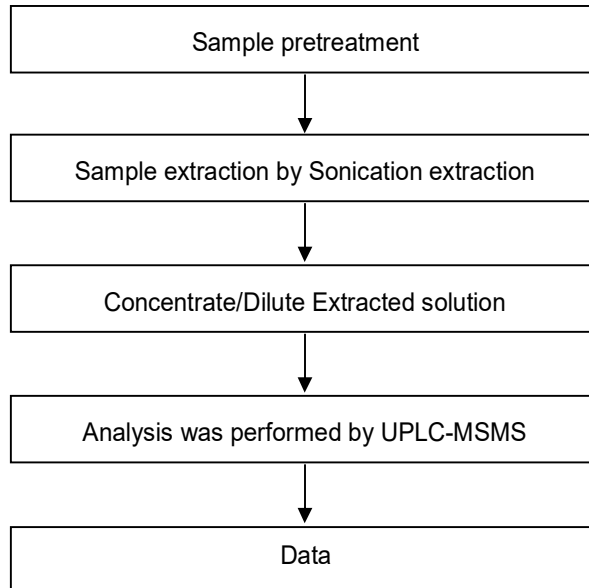 Sample pretreatment
Sample extraction by Sonication extraction
Concentrate/Dilute Extracted solution
Analysis was performed by UPLC-MSMS
Data